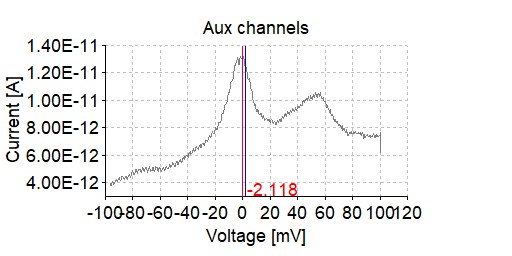 Aux channels
1.40E-11
1.20E-11
1.00E-11
8.00E-12
6.00E-12
4.00E-12
Current [A]
-2.118
-100-80 -60 -40 -20 0 20 40 60 80 100 120
Voltage [mV]